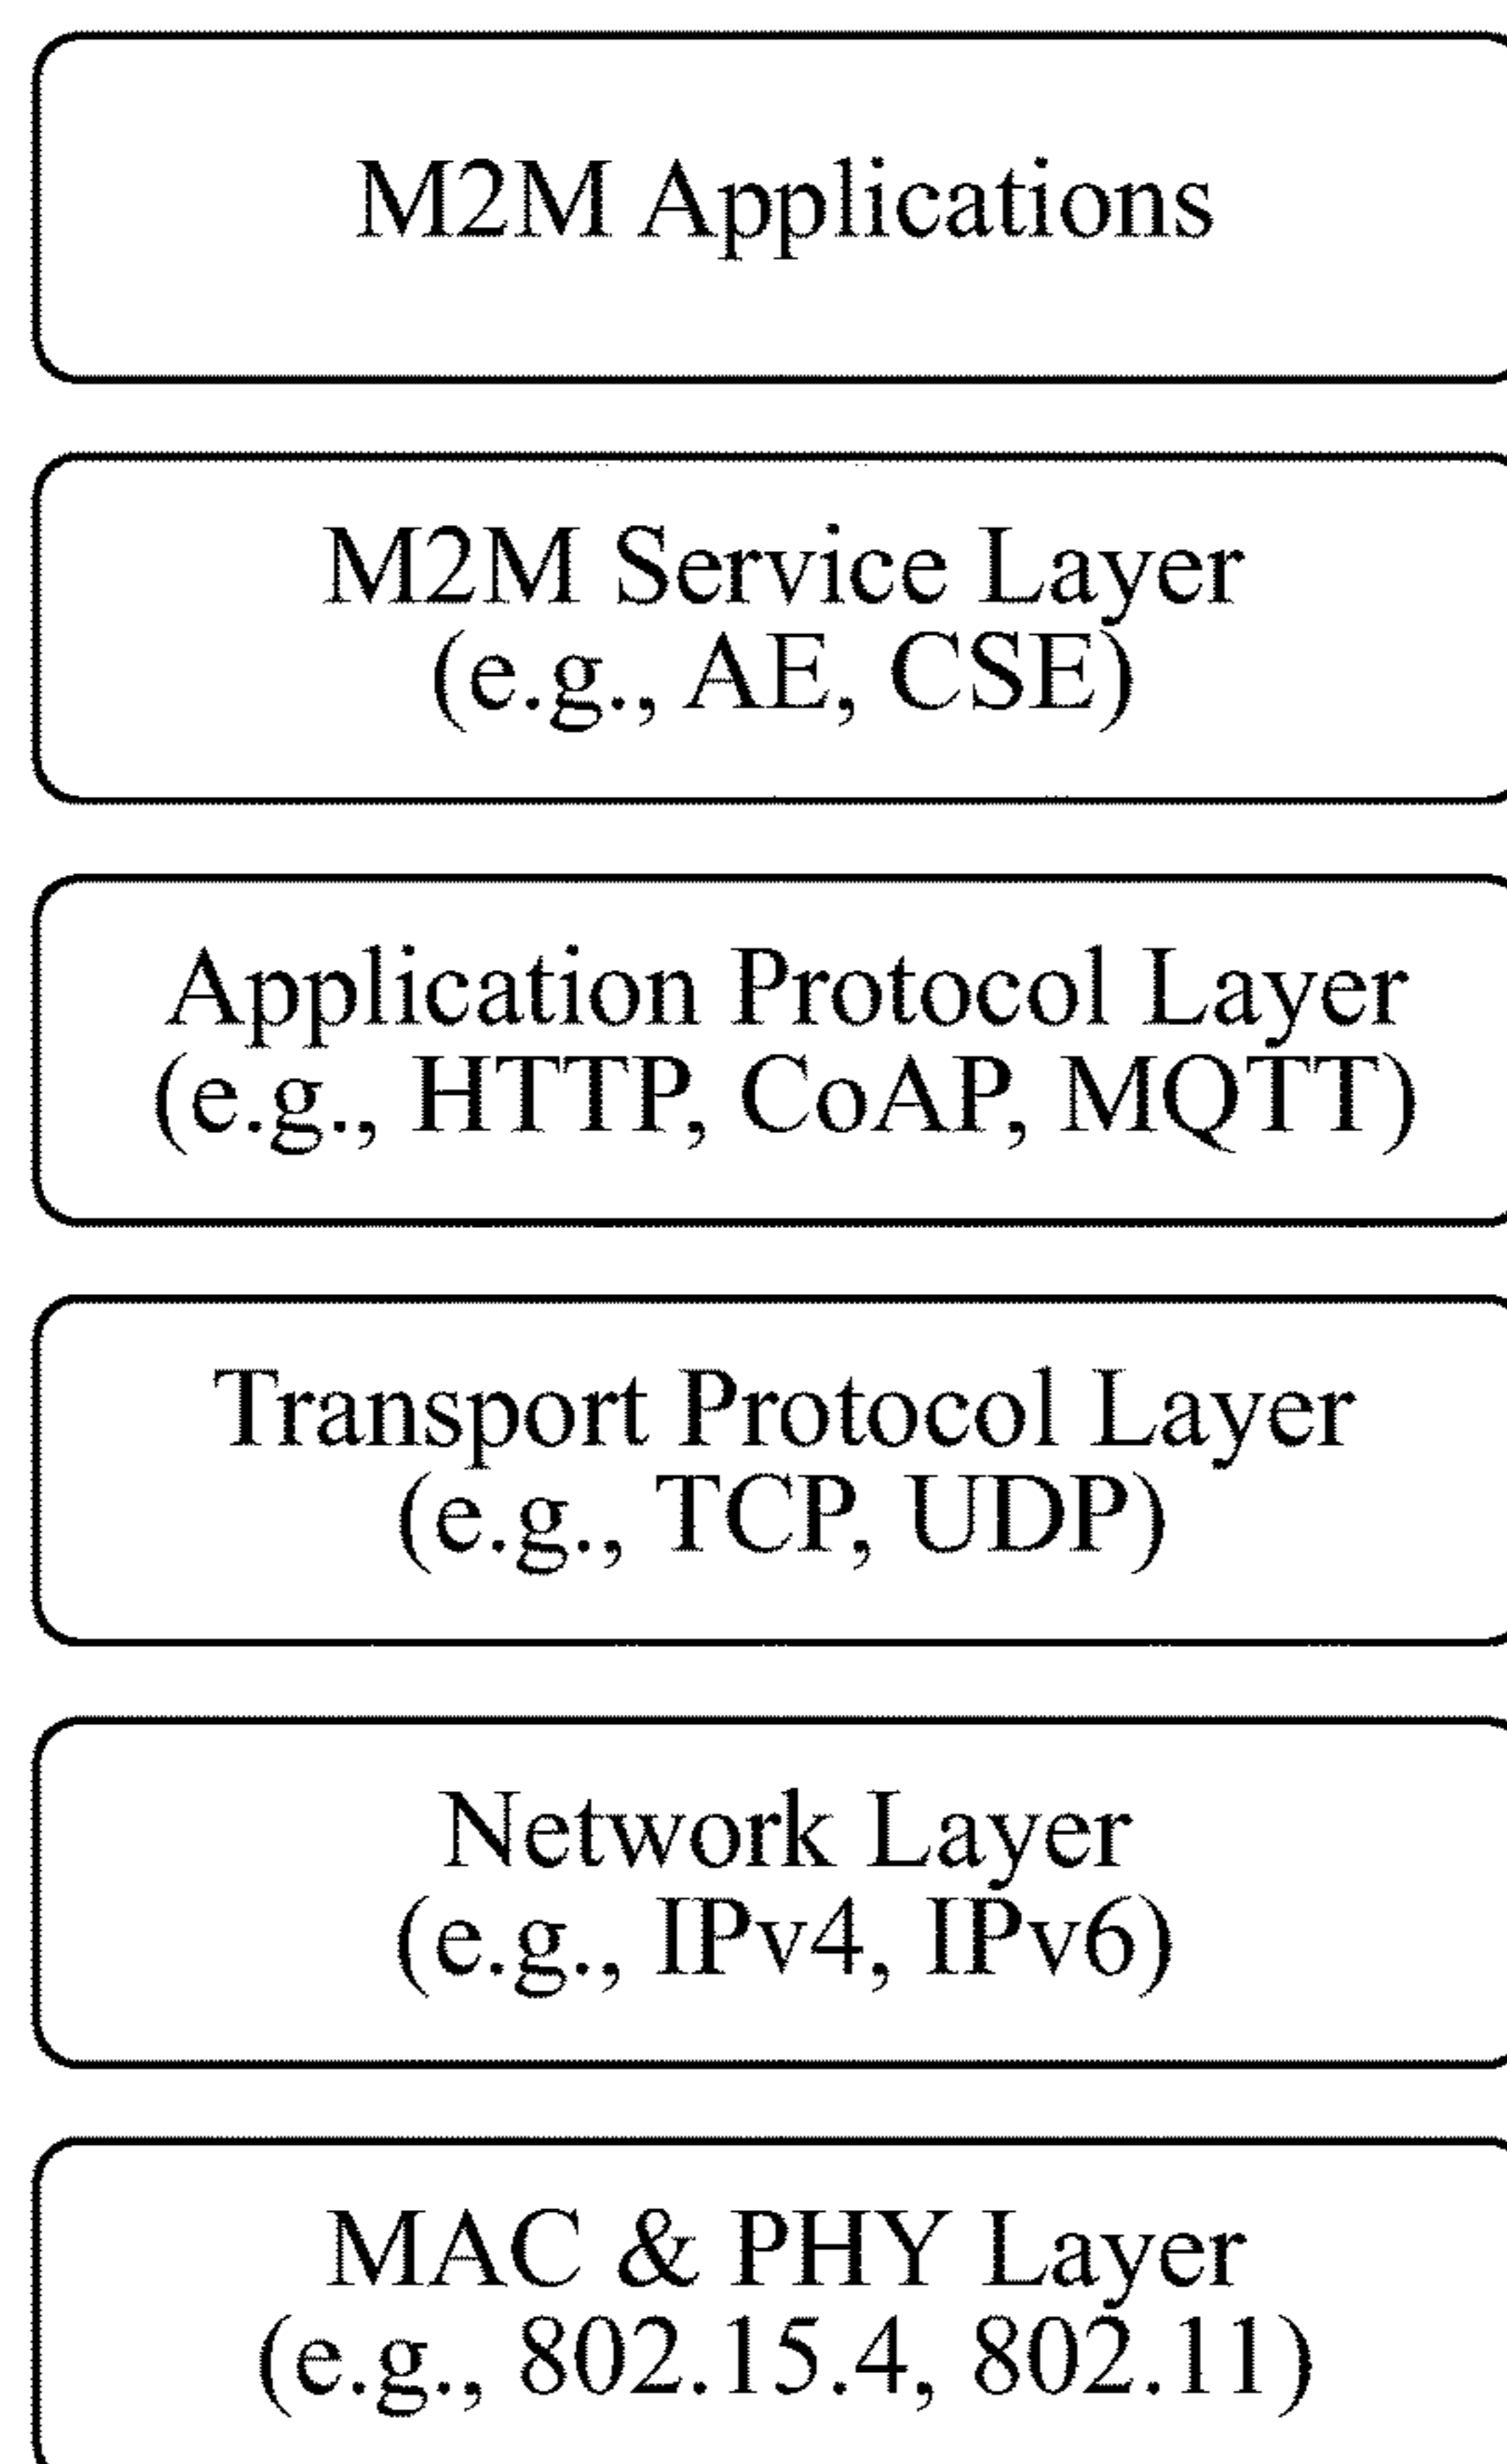 M2M Applications
M2M Service Layer
(e.g., AE, CSE)
Application Protocol Layer
(e.g., HTTP, CoAP, MQTT)
Transport Protocol Layer
(e.g., TCP, UDP)
Network Layer
(e.g., IPv4, IPv6)
MAC & PHY Layer
(e.g., 802.15.4, 802.11)